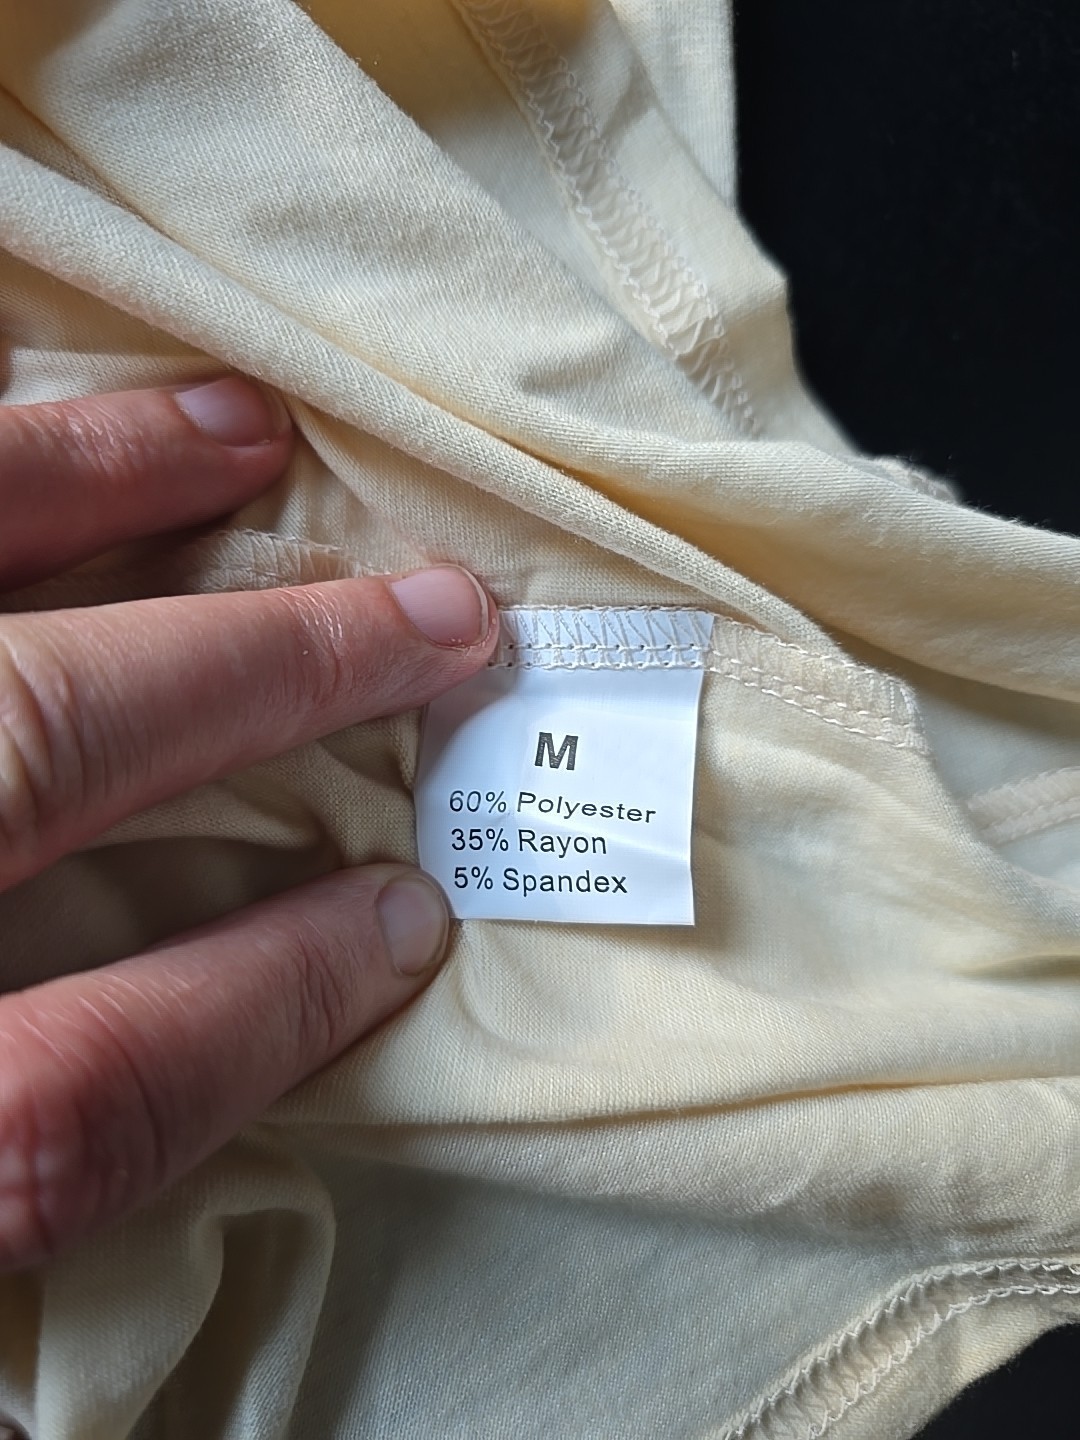 M
60% Polyester
35% Rayon
5% Spandex